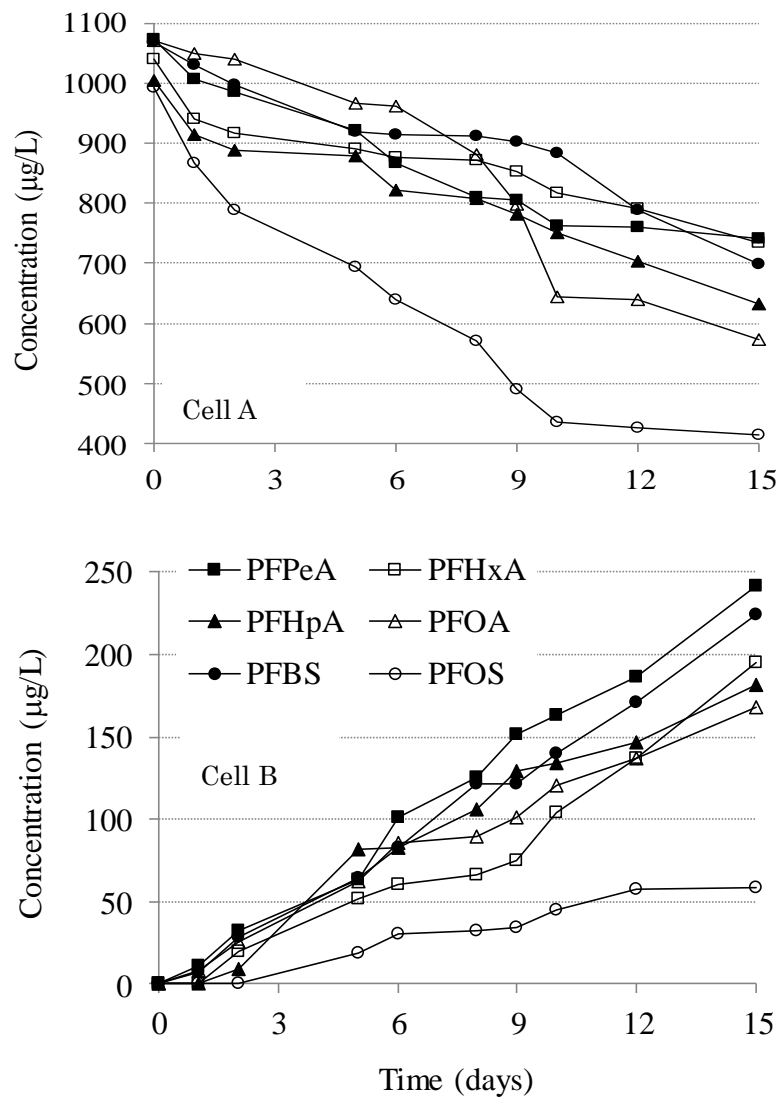 1100
1000
900
800
700
600
500
400
Concentration (μg/L)
Cell A
0 3 6 9 12 15
250
200
150
100
50
0
Concentration (μg/L)
PFPeA PFHxA
PFHpA PFOA
PFBS PFOS
Cell B
0 3 6 9 12 15
Time (days)